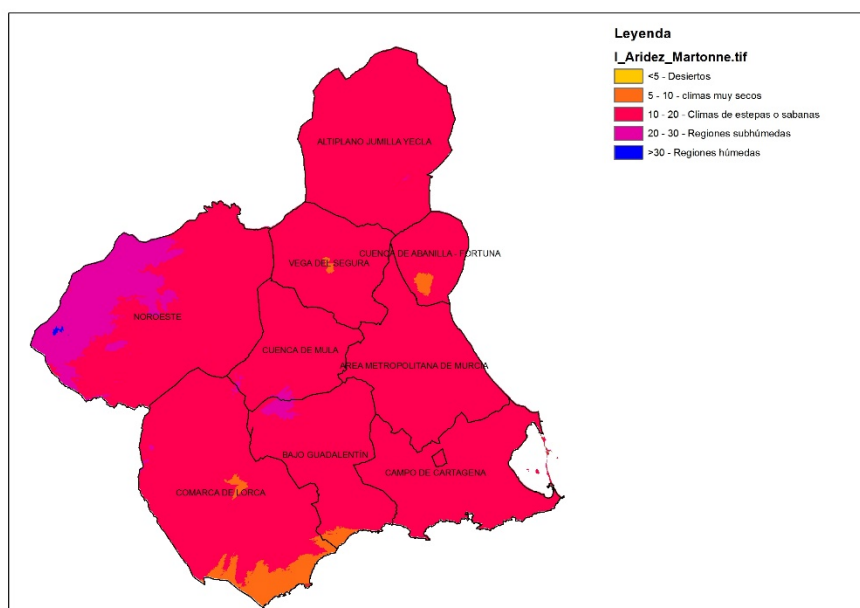 Leyenda
I_Aridez_Martonne.tif
<5 - Desiertos
5 - 10 - climas muy secos
10 - 20 - Climas de estepas o sabanas
20 - 30 - Regiones subhúmedas
>30 - Regiones húmedas
ALTIPLANO JUMILLA YECLA
CUENCA DE ABANILLA - FORTUNA
VEGA DEL SEGURA
NOROESTE
CUENCA DE MULA
AREA METROPOLITANA DE MURCIA
BAJO GUADALENTÍN
CAMPO DE CARTAGENA
COMARCA DE LORCA